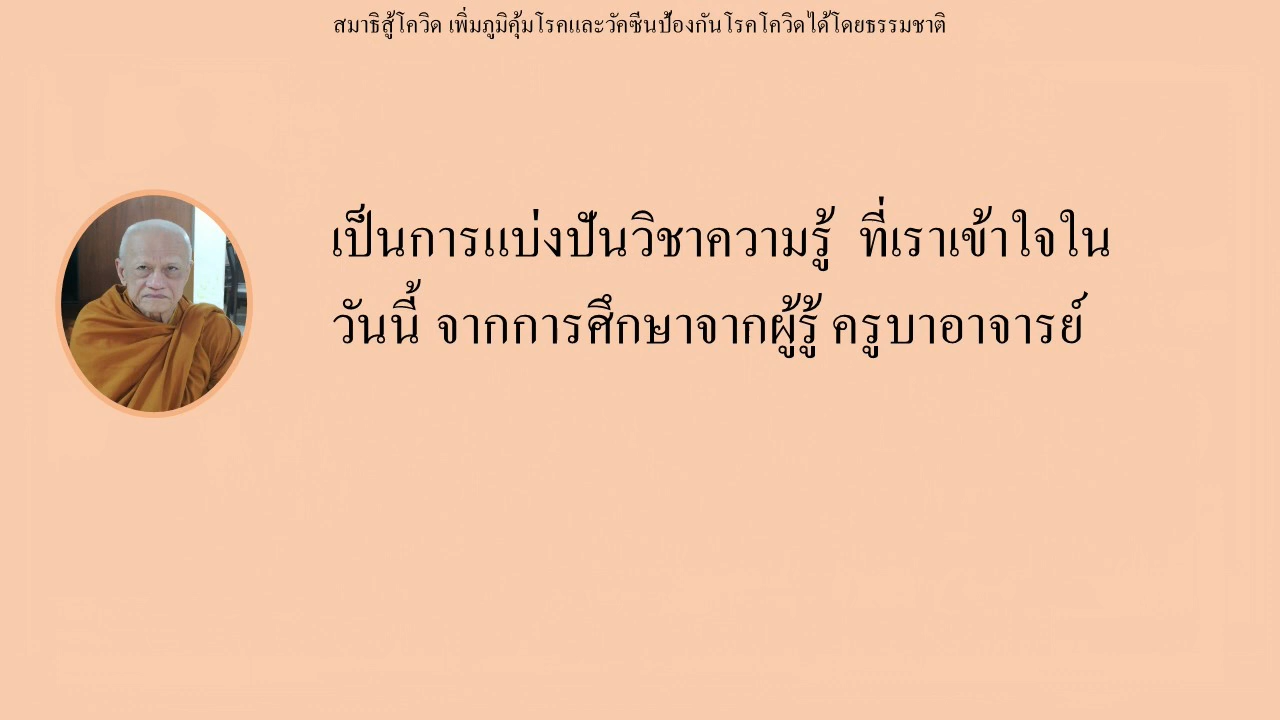 สมาธิสู้โควิด เพิ่มภูมิคุ้มโรคและวัคซีนป้องกันโรคโควิดได้โดยธรรมชาติ
เป็นการแบ่งปันวิชาความรู้ ที่เราเข้าใจใน
วันนี้ จากการศึกษาจากผู้รู้ ครูบาอาจารย์